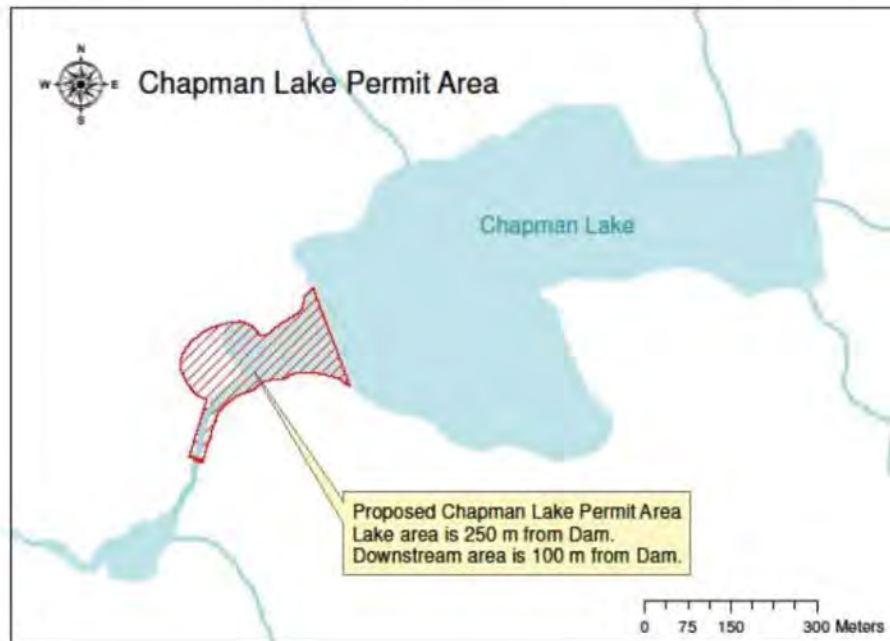 N
W E
S
Chapman Lake Permit Area
Chapman Lake
Proposed Chapman Lake Permit Area
Lake area is 250 m from Dam.
Downstream area is 100 m from Dam.
0 75 150 300 Meters